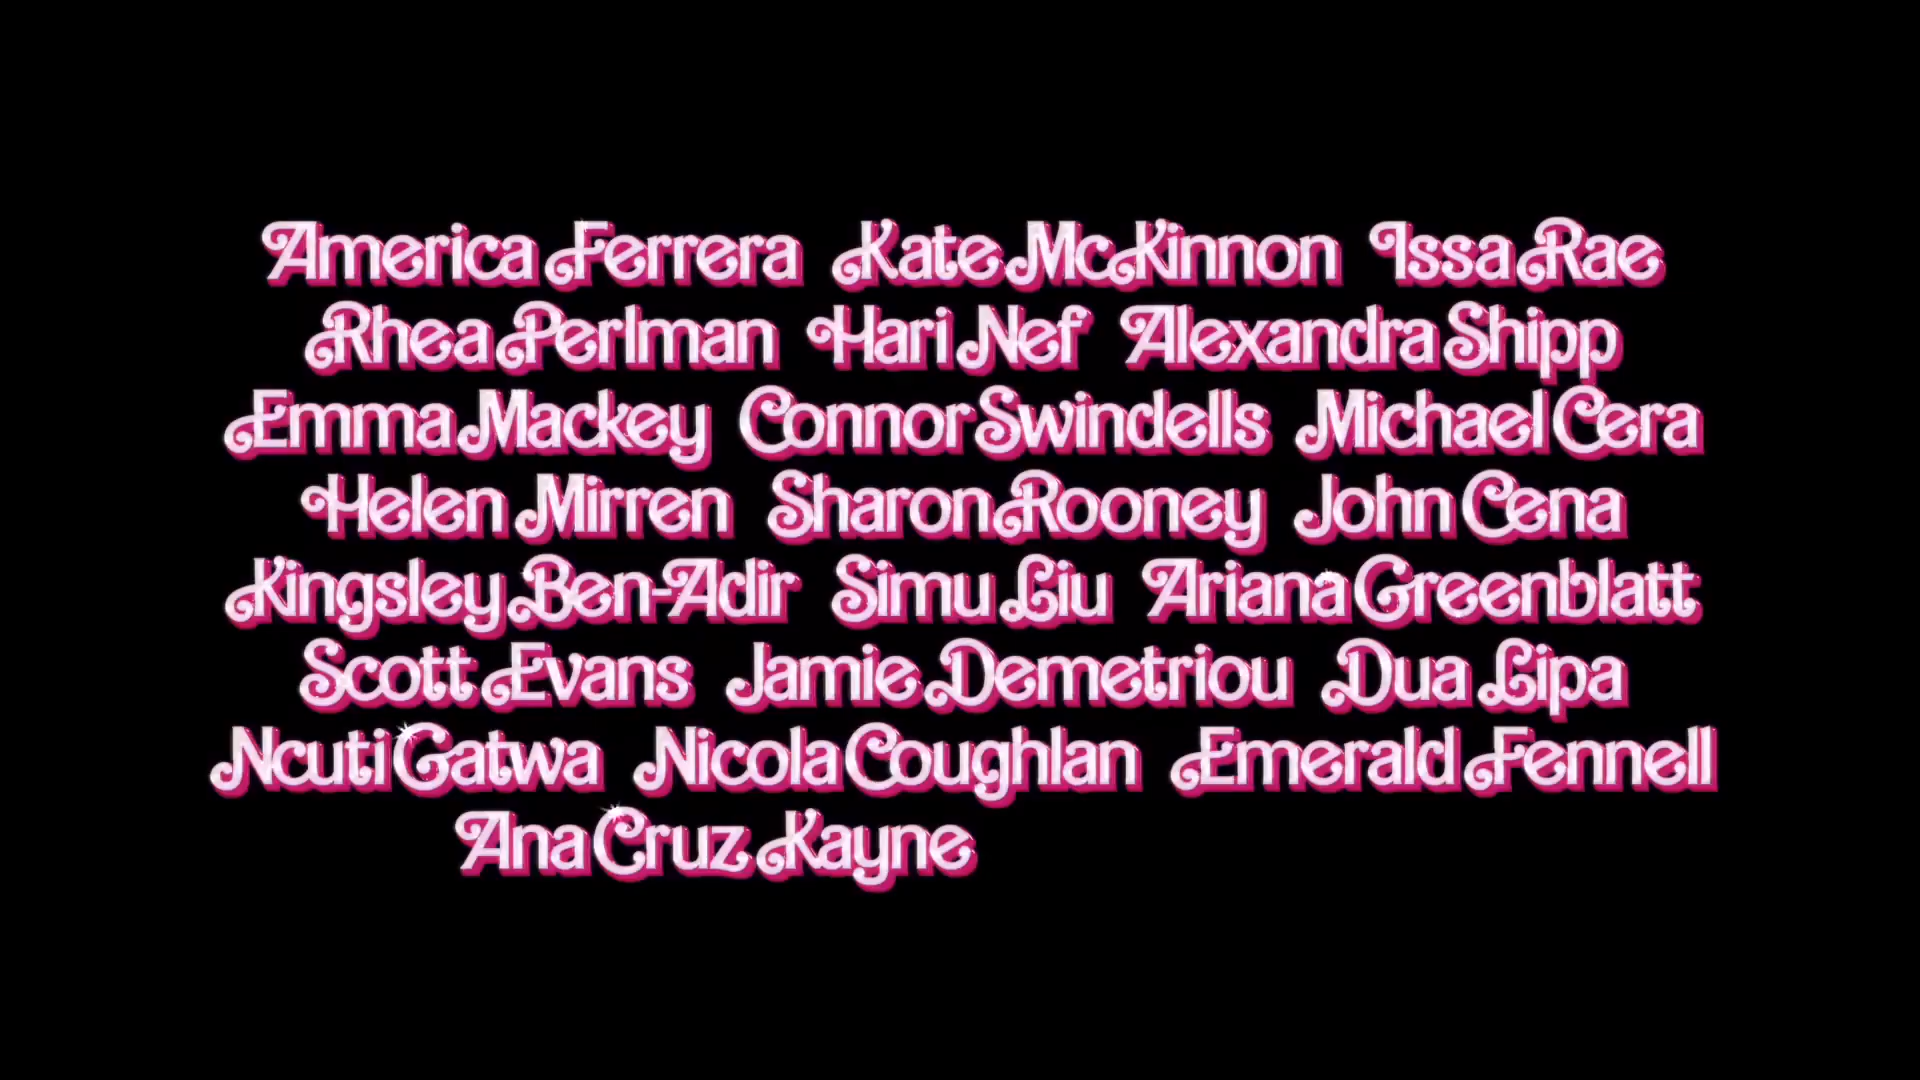 America Ferrera Kate McKinnon Issa Rae
Rhea Perlman Hari Nef Alexandra Shipp
Emma Mackey Connor Swindells Michael Cera
Helen Mirren Sharon Rooney John Cena
Kingsley Ben-Adir Simu Liu Ariana Greenblatt
Scott Evans Jamie Demetriou Dua Lipa
Ncuti Gatwa Nicola Coughlan Emerald Fennell
Ana Cruz Kayne